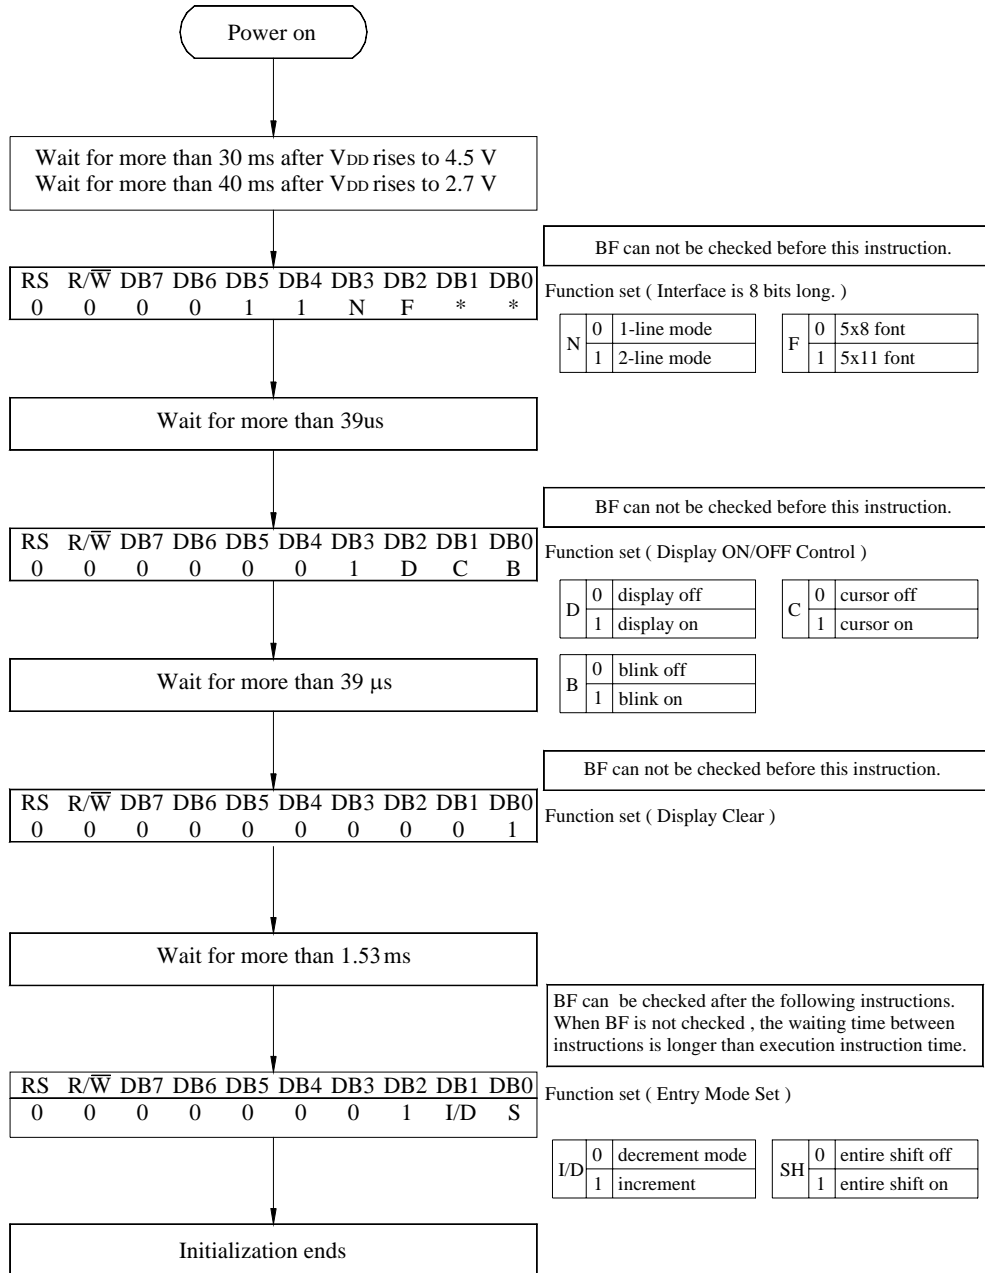 Power on
Wait for more than 30 ms after VDD rises to 4.5 V
Wait for more than 40 ms after VDD rises to 2.7 V
BF can not be checked before this instruction.
RS R/W̅ DB7 DB6 DB5 DB4 DB3 DB2 DB1 DB0
0 0 0 0 1 1 N F * *
Function set ( Interface is 8 bits long. )
N 0 1-line mode
1 2-line mode
F 0 5x8 font
1 5x11 font
Wait for more than 39us
BF can not be checked before this instruction.
RS R/W̅ DB7 DB6 DB5 DB4 DB3 DB2 DB1 DB0
0 0 0 0 0 0 1 D C B
Function set ( Display ON/OFF Control )
D 0 display off
1 display on
C 0 cursor off
1 cursor on
Wait for more than 39 μs
B 0 blink off
1 blink on
BF can not be checked before this instruction.
RS R/W̅ DB7 DB6 DB5 DB4 DB3 DB2 DB1 DB0
0 0 0 0 0 0 0 0 0 1
Function set ( Display Clear )
Wait for more than 1.53 ms
BF can be checked after the following instructions.
When BF is not checked , the waiting time between
instructions is longer than execution instruction time.
RS R/W̅ DB7 DB6 DB5 DB4 DB3 DB2 DB1 DB0
0 0 0 0 0 0 0 1 I/D S
Function set ( Entry Mode Set )
I/D 0 decrement mode
1 increment
SH 0 entire shift off
1 entire shift on
Initialization ends